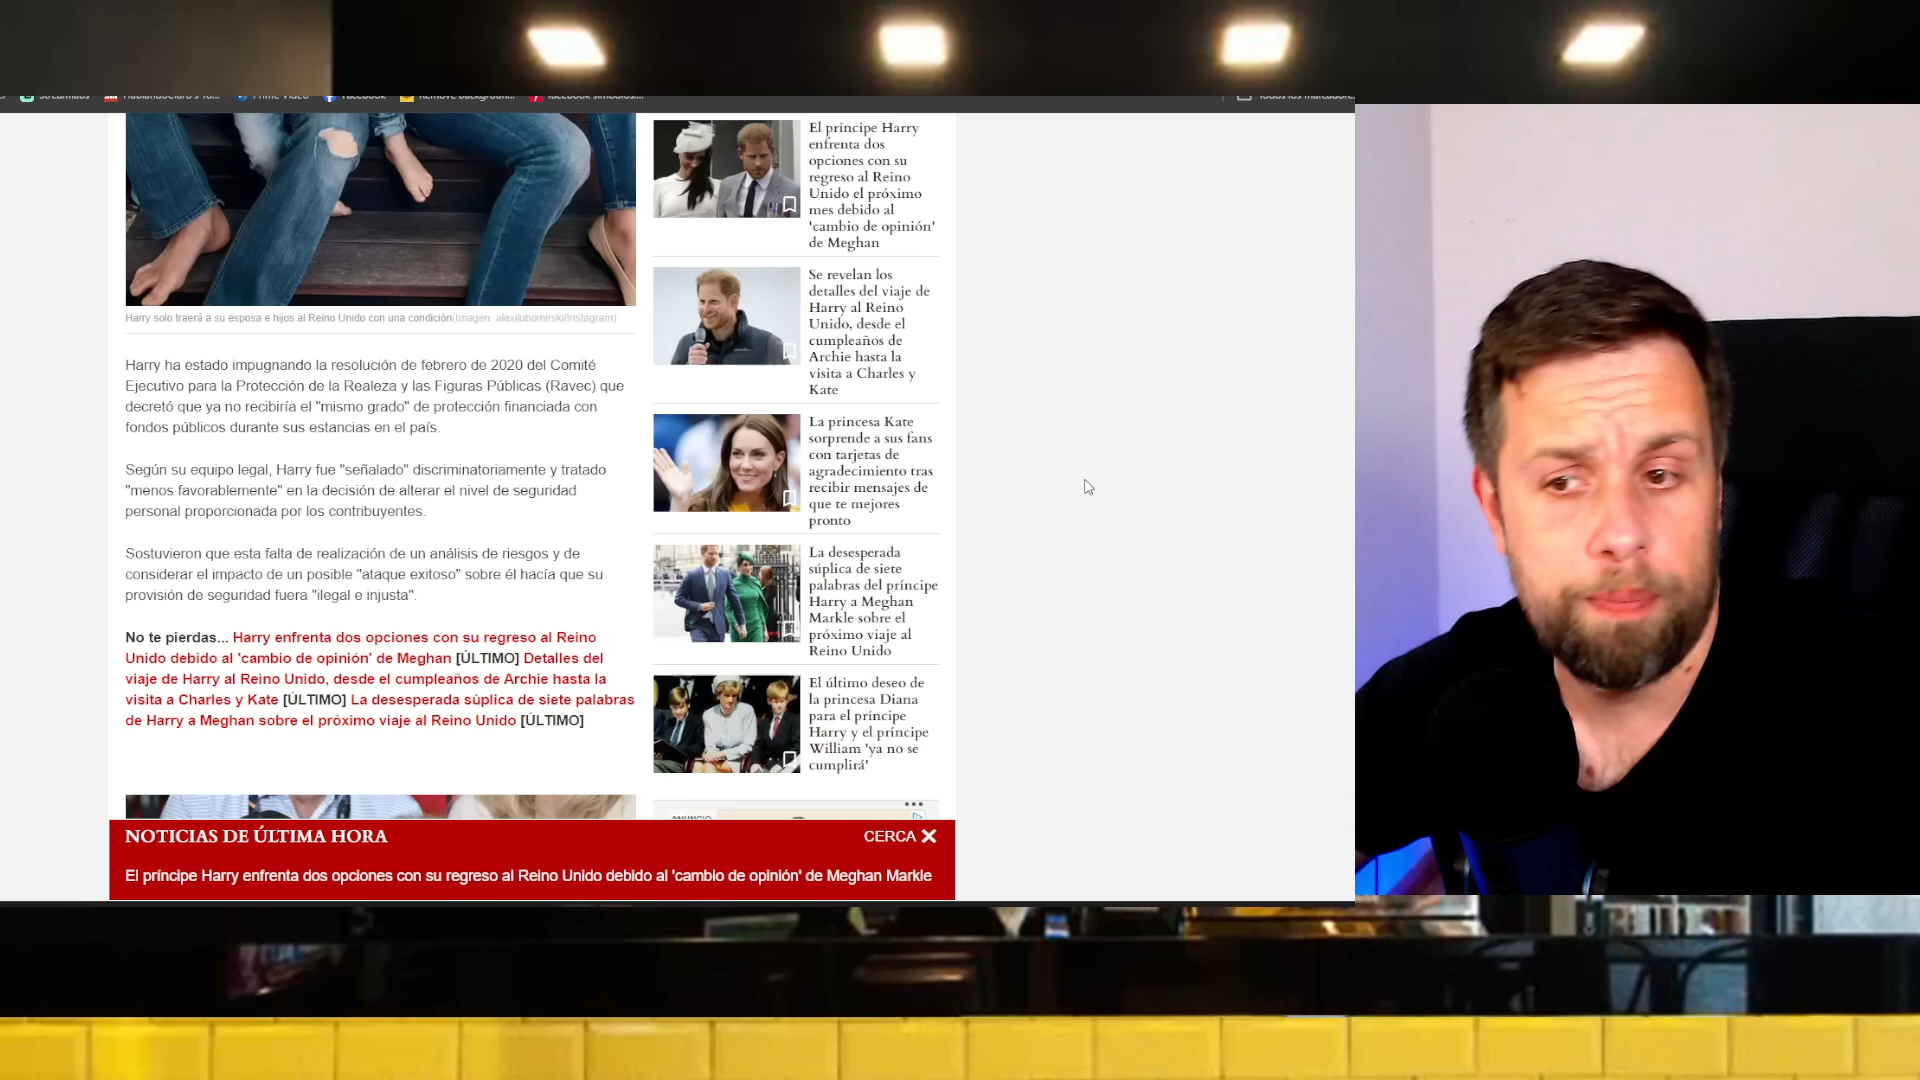 Harry solo traerá a su esposa e hijos al Reino Unido con una condición(Imagen: alexilubomirski/Instagram)
Harry ha estado impugnando la resolución de febrero de 2020 del Comité
Ejecutivo para la Protección de la Realeza y las Figuras Públicas (Ravec) que
decretó que ya no recibiría el "mismo grado" de protección financiada con
fondos públicos durante sus estancias en el país.
Según su equipo legal, Harry fue "señalado" discriminatoriamente y tratado
"menos favorablemente" en la decisión de alterar el nivel de seguridad
personal proporcionada por los contribuyentes.
Sostuvieron que esta falta de realización de un análisis de riesgos y de
considerar el impacto de un posible "ataque exitoso" sobre él hacía que su
provisión de seguridad fuera "ilegal e injusta".
No te pierdas... Harry enfrenta dos opciones con su regreso al Reino
Unido debido al 'cambio de opinión' de Meghan [ÚLTIMO] Detalles del
viaje de Harry al Reino Unido, desde el cumpleaños de Archie hasta la
visita a Charles y Kate [ÚLTIMO] La desesperada súplica de siete palabras
de Harry a Meghan sobre el próximo viaje al Reino Unido [ÚLTIMO]
El príncipe Harry
enfrenta dos
opciones con su
regreso al Reino
Unido el próximo
mes debido al
'cambio de opinión'
de Meghan
Se revelan los
detalles del viaje de
Harry al Reino
Unido, desde el
cumpleaños de
Archie hasta la
visita a Charles y
Kate
La princesa Kate
sorprende a sus fans
con tarjetas de
agradecimiento tras
recibir mensajes de
que te mejores
pronto
La desesperada
súplica de siete
palabras del príncipe
Harry a Meghan
Markle sobre el
próximo viaje al
Reino Unido
El último deseo de
la princesa Diana
para el príncipe
Harry y el príncipe
William 'ya no se
cumplirá'
NOTICIAS DE ÚLTIMA HORA
CERCA
El príncipe Harry enfrenta dos opciones con su regreso al Reino Unido debido al 'cambio de opinión' de Meghan Markle